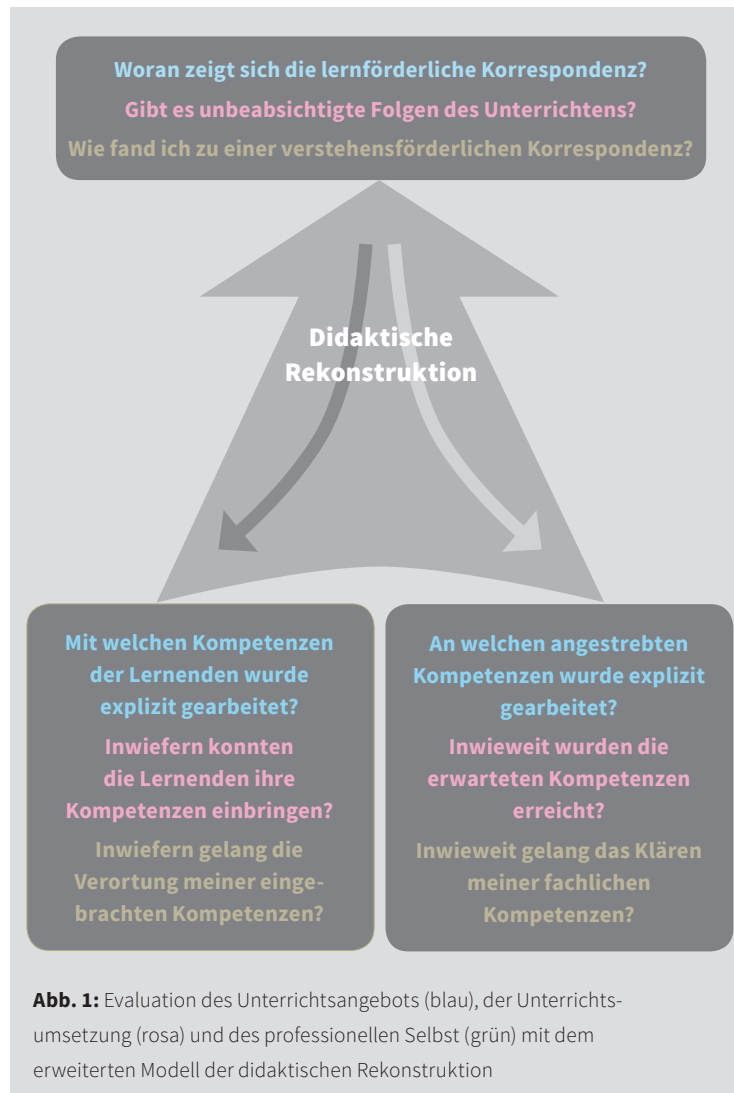 Woran zeigt sich die lernförderliche Korrespondenz?
Gibt es unbeabsichtigte Folgen des Unterrichtens?
Wie fand ich zu einer verstehensförderlichen Korrespondenz?
Didaktische
Rekonstruktion
Mit welchen Kompetenzen
der Lernenden wurde
explizit gearbeitet?
Inwiefern konnten
die Lernenden ihre
Kompetenzen einbringen?
Inwiefern gelang die
Verortung meiner einge-
brachten Kompetenzen?
An welchen angestrebten
Kompetenzen wurde explizit
gearbeitet?
Inwieweit wurden die
erwarteten Kompetenzen
erreicht?
Inwieweit gelang das Klären
meiner fachlichen
Kompetenzen?
Abb. 1: Evaluation des Unterrichtsangebots (blau), der Unterrichts-
umsetzung (rosa) und des professionellen Selbst (grün) mit dem
erweiterten Modell der didaktischen Rekonstruktion